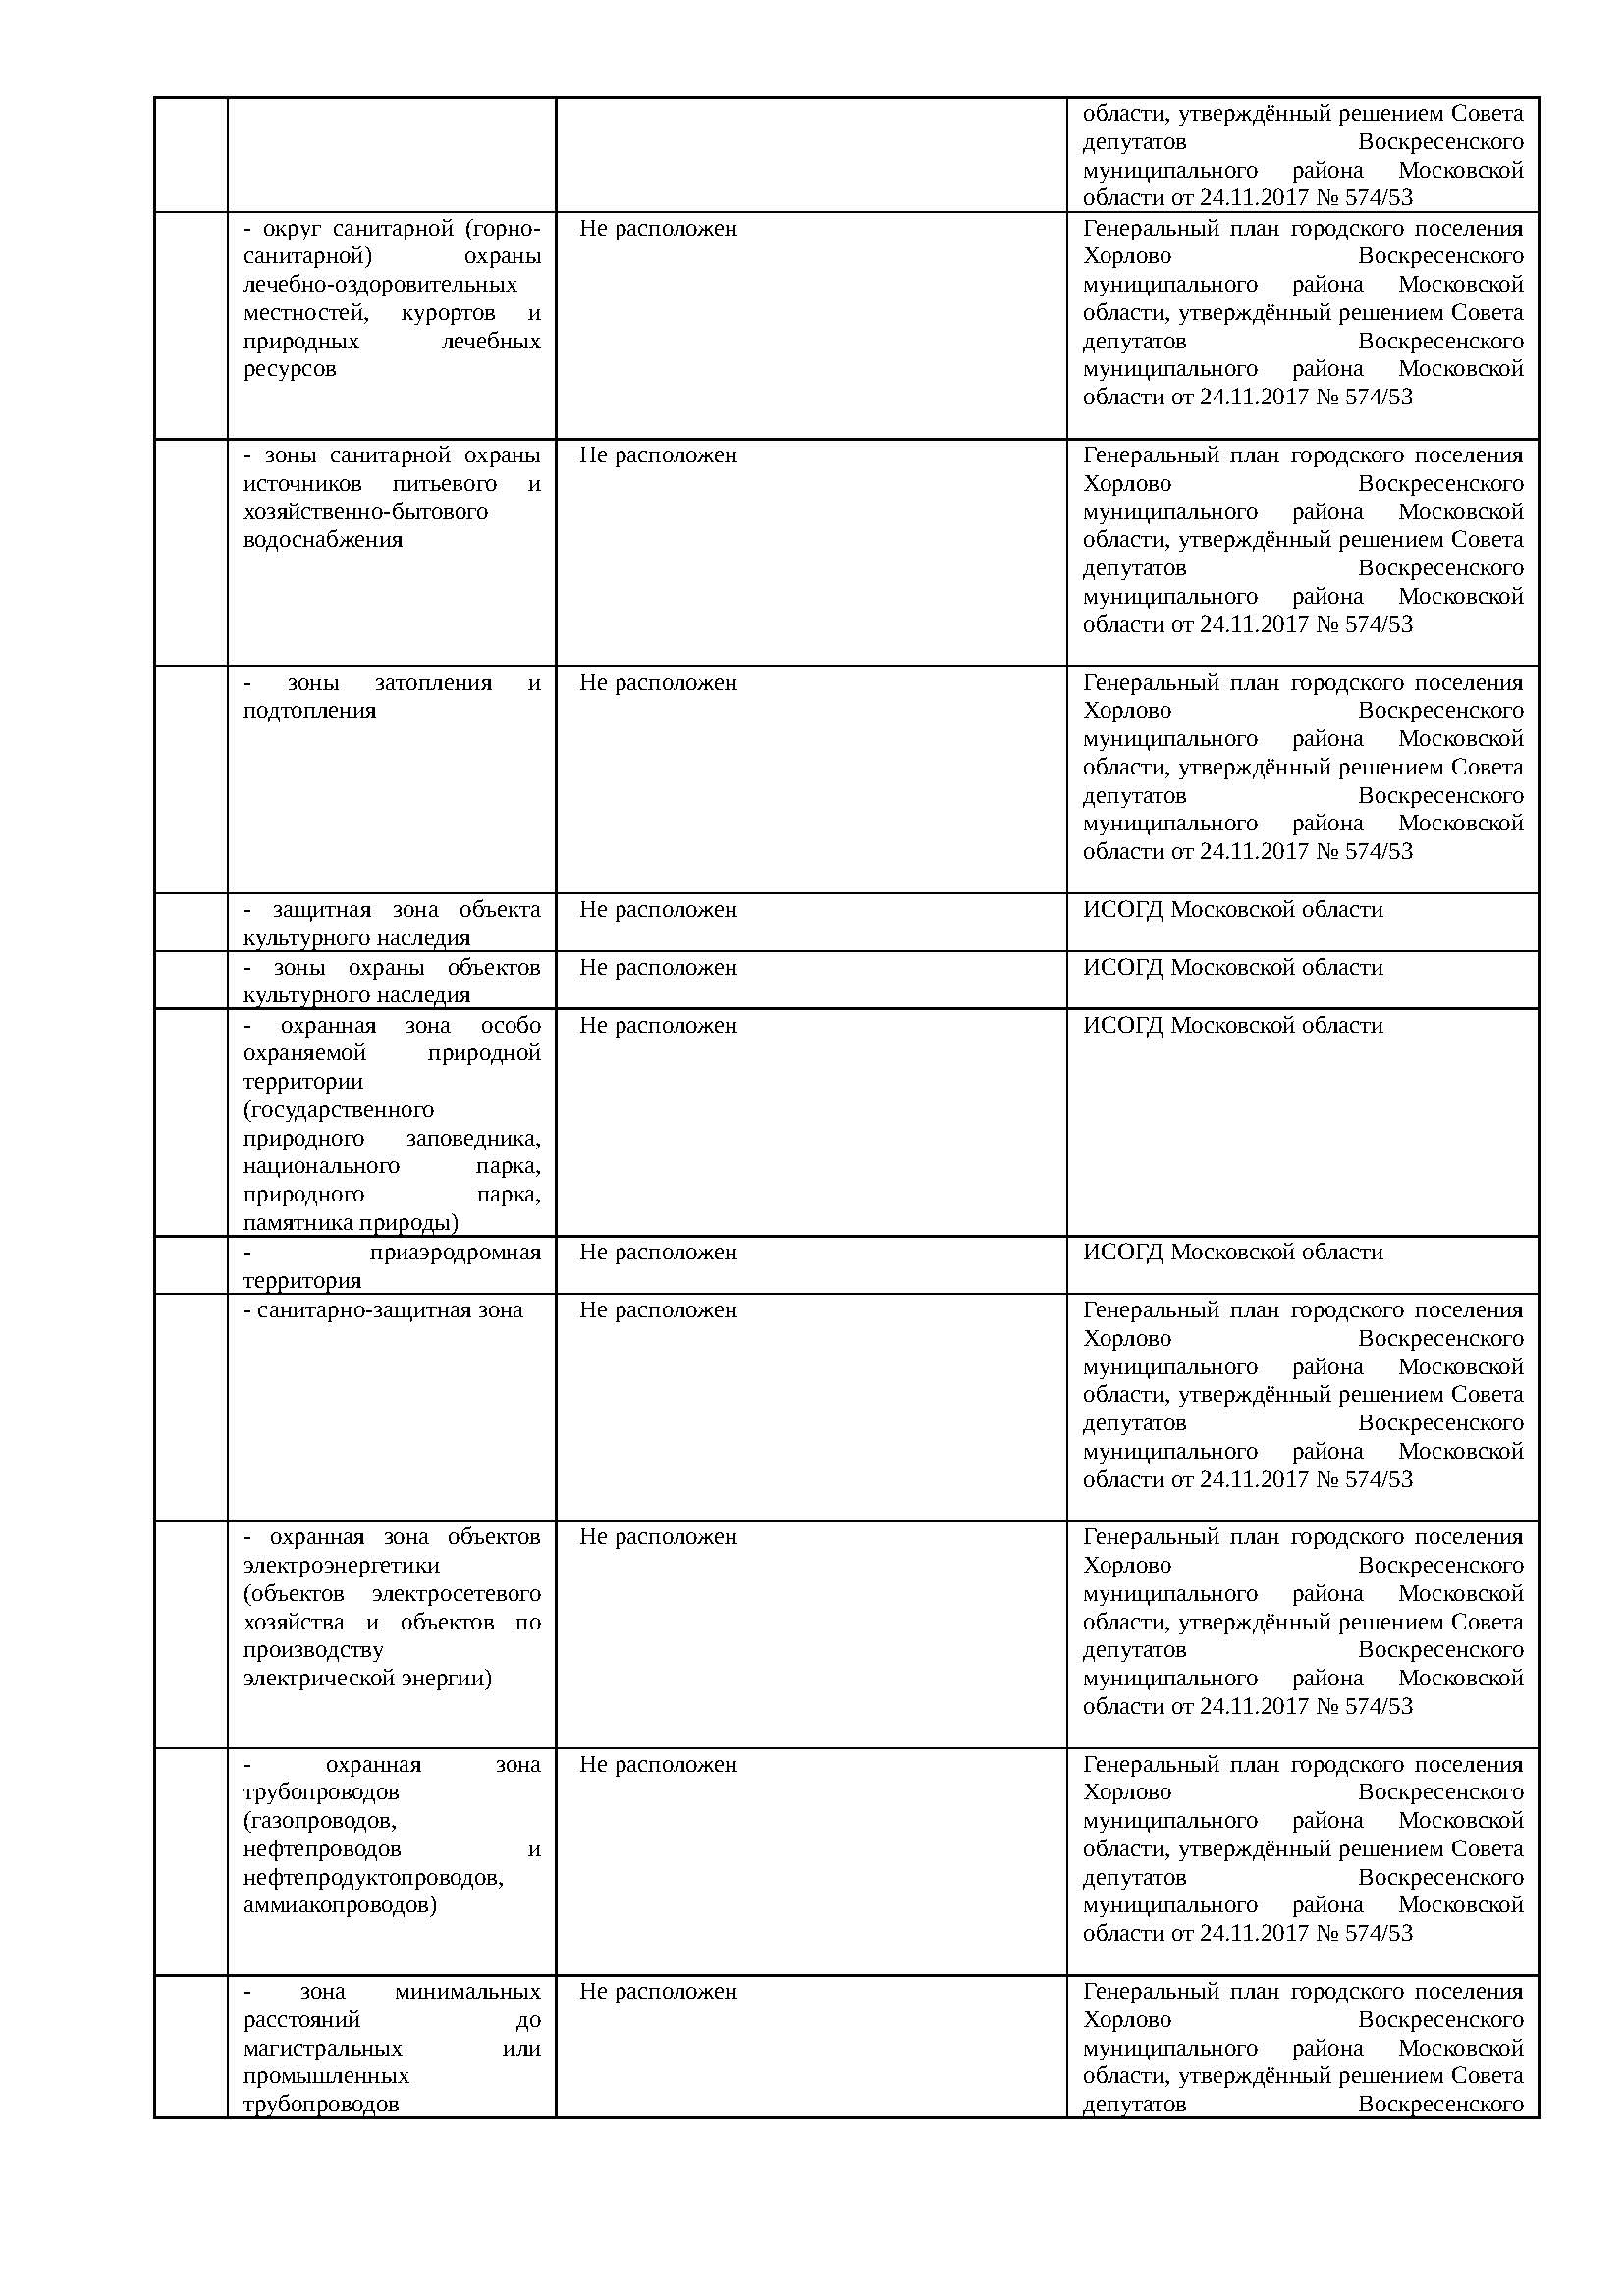 области, утверждённый решением Совета
депутатов Воскресенского
муниципального района Московской
области от 24.11.2017 № 574/53
- округ санитарной (горно-
санитарной) охраны
лечебно-оздоровительных
местностей, курортов и
природных лечебных
ресурсов
Не расположен
Генеральный план городского поселения
Хорлово Воскресенского
муниципального района Московской
области, утверждённый решением Совета
депутатов Воскресенского
муниципального района Московской
области от 24.11.2017 № 574/53
- зоны санитарной охраны
источников питьевого и
хозяйственно-бытового
водоснабжения
Не расположен
Генеральный план городского поселения
Хорлово Воскресенского
муниципального района Московской
области, утверждённый решением Совета
депутатов Воскресенского
муниципального района Московской
области от 24.11.2017 № 574/53
- зоны затопления и
подтопления
Не расположен
Генеральный план городского поселения
Хорлово Воскресенского
муниципального района Московской
области, утверждённый решением Совета
депутатов Воскресенского
муниципального района Московской
области от 24.11.2017 № 574/53
- защитная зона объекта
культурного наследия
Не расположен
ИСОГД Московской области
- зоны охраны объектов
культурного наследия
Не расположен
ИСОГД Московской области
- охранная зона особо
охраняемой природной
территории
(государственного
природного заповедника,
национального парка,
природного парка,
памятника природы)
Не расположен
ИСОГД Московской области
- приаэродромная
территория
Не расположен
ИСОГД Московской области
- санитарно-защитная зона
Не расположен
Генеральный план городского поселения
Хорлово Воскресенского
муниципального района Московской
области, утверждённый решением Совета
депутатов Воскресенского
муниципального района Московской
области от 24.11.2017 № 574/53
- охранная зона объектов
электроэнергетики
(объектов электросетевого
хозяйства и объектов по
производству
электрической энергии)
Не расположен
Генеральный план городского поселения
Хорлово Воскресенского
муниципального района Московской
области, утверждённый решением Совета
депутатов Воскресенского
муниципального района Московской
области от 24.11.2017 № 574/53
- охранная зона
трубопроводов
(газопроводов,
нефтепроводов и
нефтепродуктопроводов,
аммиакопроводов)
Не расположен
Генеральный план городского поселения
Хорлово Воскресенского
муниципального района Московской
области, утверждённый решением Совета
депутатов Воскресенского
муниципального района Московской
области от 24.11.2017 № 574/53
- зона минимальных
расстояний до
магистральных или
промышленных
трубопроводов
Не расположен
Генеральный план городского поселения
Хорлово Воскресенского
муниципального района Московской
области, утверждённый решением Совета
депутатов Воскресенского